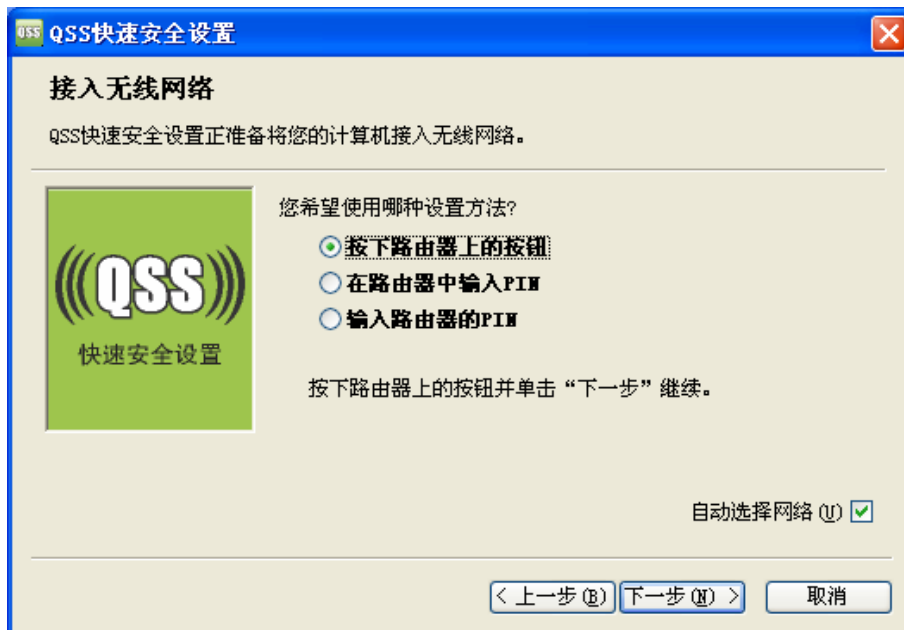 QSS QSS快速安全设置
接入无线网络
QSS快速安全设置正准备将您的计算机接入无线网络。
您希望使用哪种设置方法?
按下路由器上的按钮
在路由器中输入PIN
输入路由器的PIN
QSS
快速安全设置
按下路由器上的按钮并单击“下一步”继续。
自动选择网络(U)
< 上一步(B) 下一步(N) > 取消